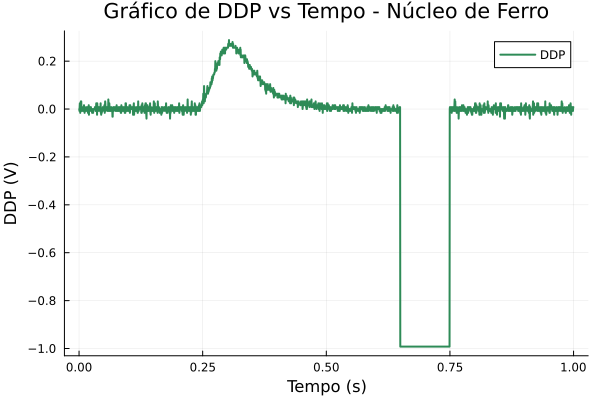 Gráfico de DDP vs Tempo - Núcleo de Ferro
DDP
DDP (V)
0.2
0.0
−0.2
−0.4
−0.6
−0.8
−1.0
0.00 0.25 0.50 0.75 1.00
Tempo (s)